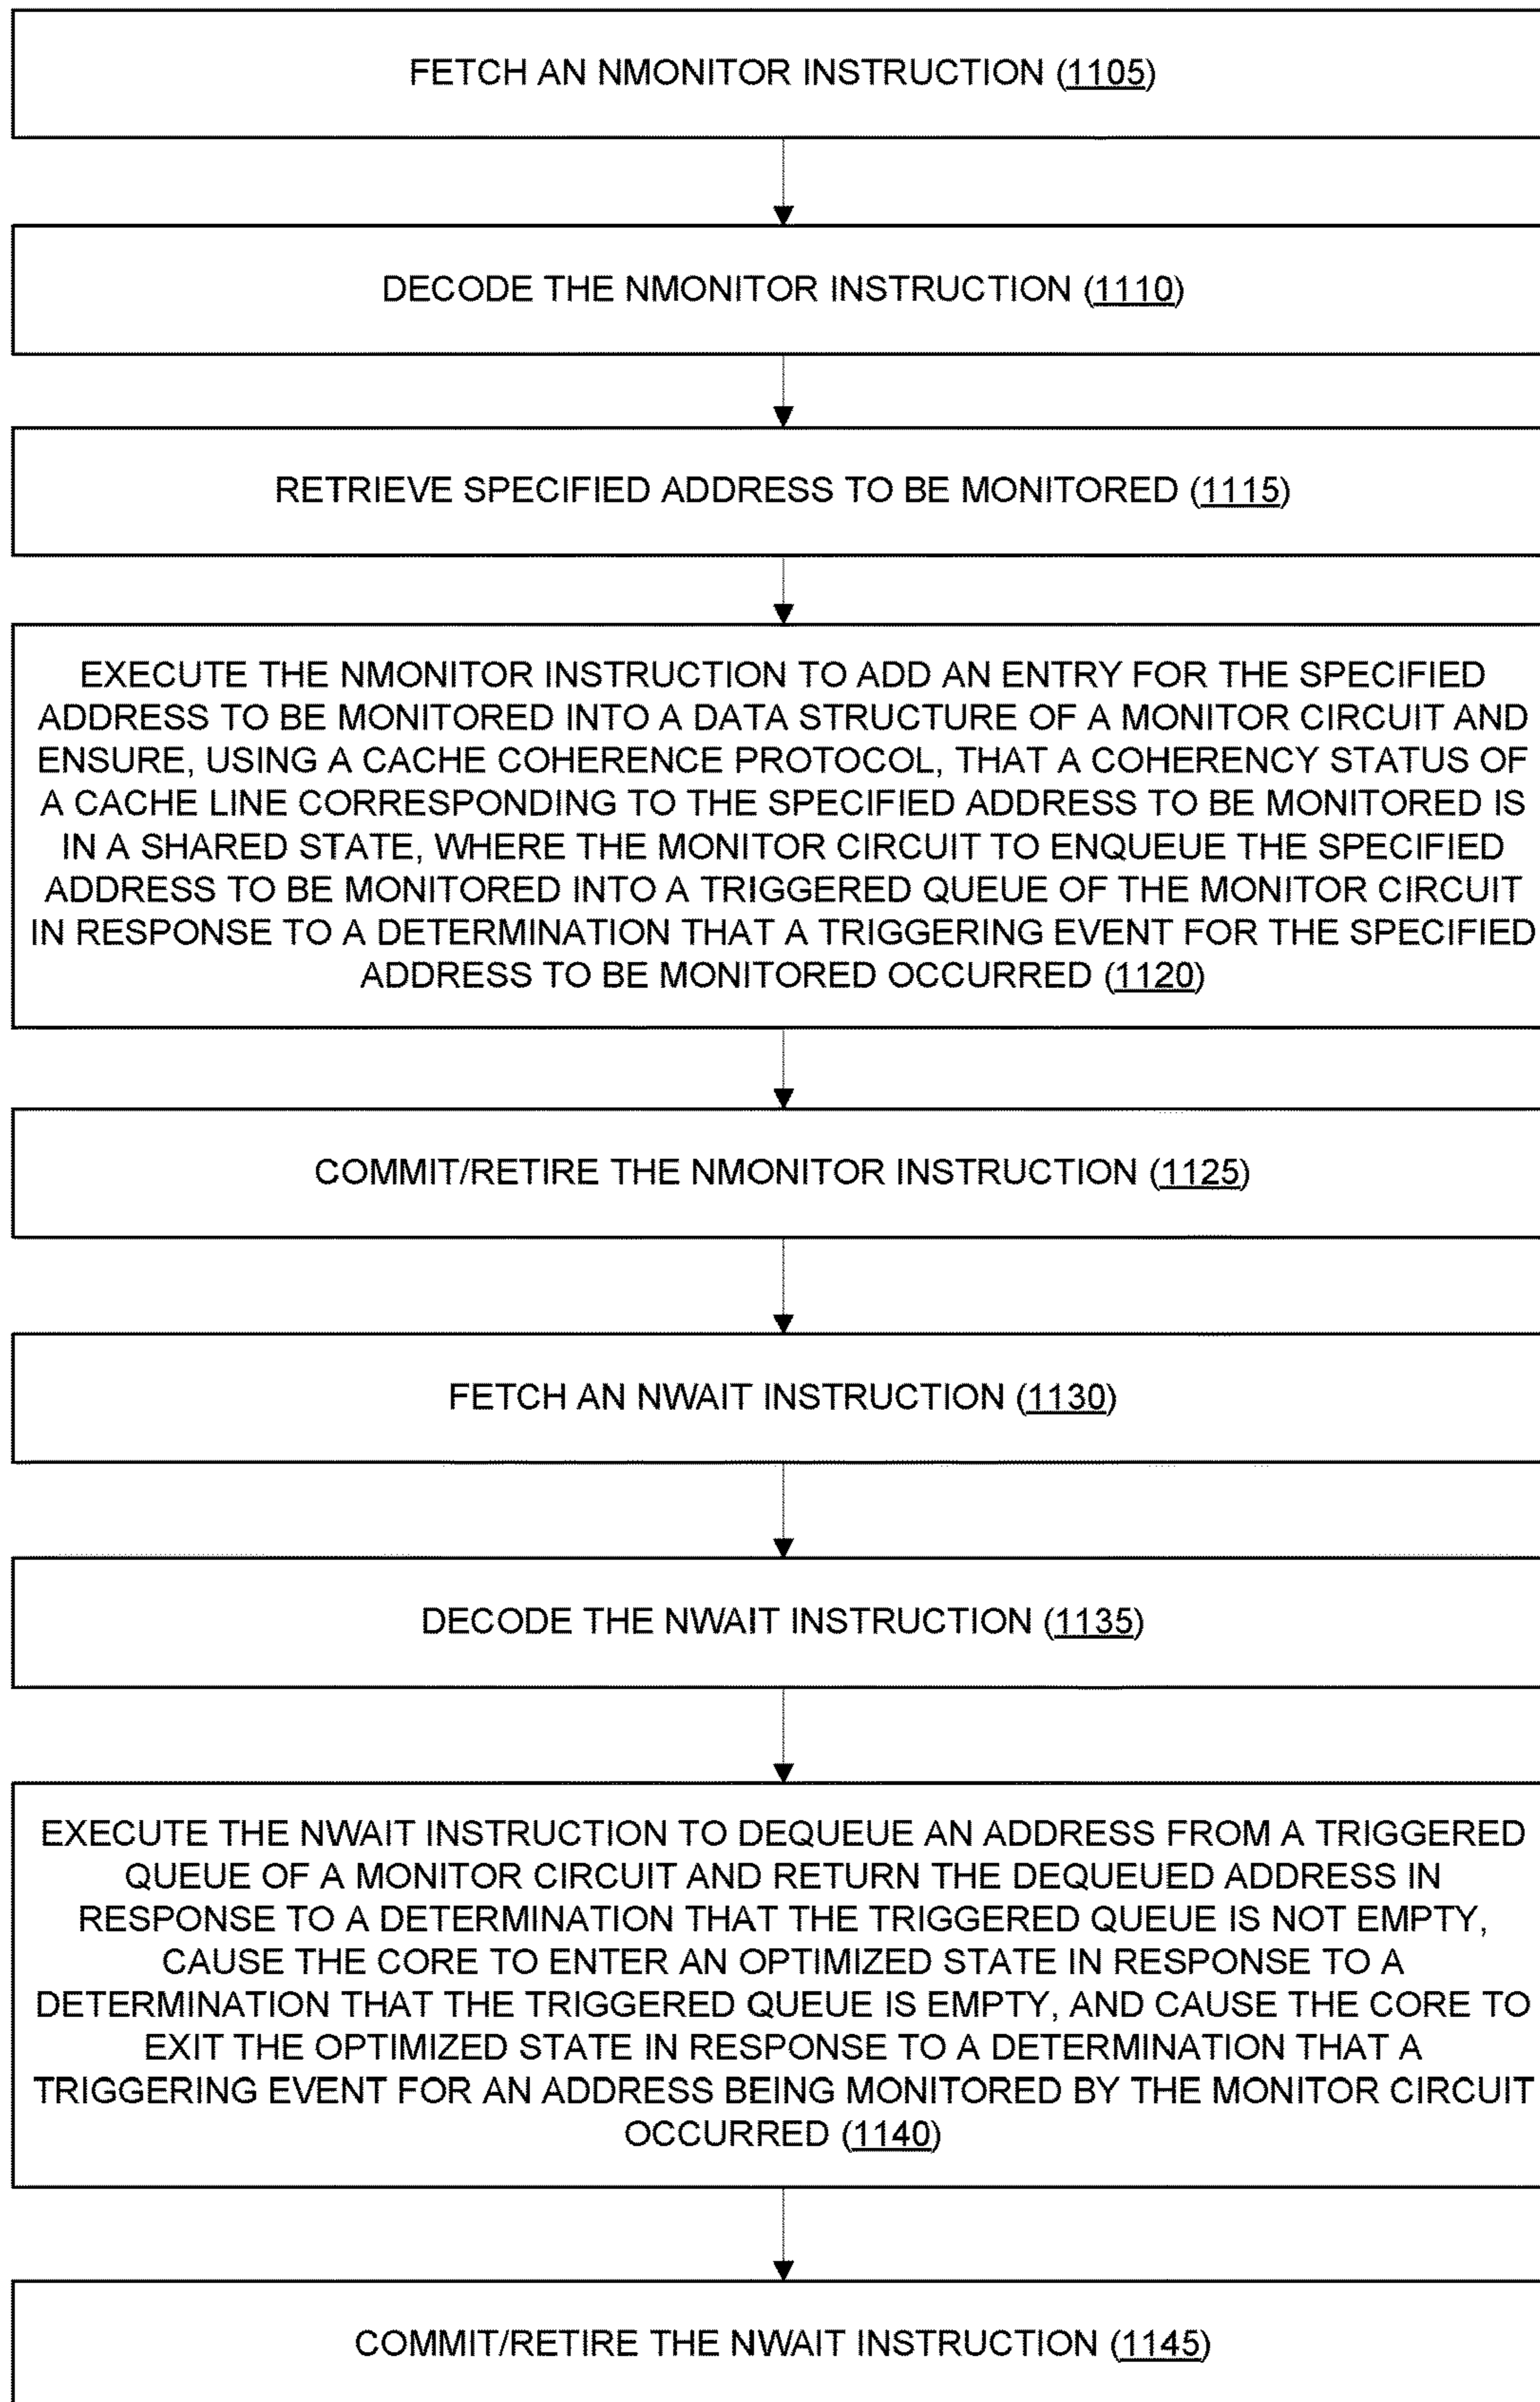 FETCH AN NMONITOR INSTRUCTION (1105)
DECODE THE NMONITOR INSTRUCTION (1110)
RETRIEVE SPECIFIED ADDRESS TO BE MONITORED (1115)
EXECUTE THE NMONITOR INSTRUCTION TO ADD AN ENTRY FOR THE SPECIFIED
ADDRESS TO BE MONITORED INTO A DATA STRUCTURE OF A MONITOR CIRCUIT AND
ENSURE, USING A CACHE COHERENCE PROTOCOL, THAT A COHERENCY STATUS OF
A CACHE LINE CORRESPONDING TO THE SPECIFIED ADDRESS TO BE MONITORED IS
IN A SHARED STATE, WHERE THE MONITOR CIRCUIT TO ENQUEUE THE SPECIFIED
ADDRESS TO BE MONITORED INTO A TRIGGERED QUEUE OF THE MONITOR CIRCUIT
IN RESPONSE TO A DETERMINATION THAT A TRIGGERING EVENT FOR THE SPECIFIED
ADDRESS TO BE MONITORED OCCURRED (1120)
COMMIT/RETIRE THE NMONITOR INSTRUCTION (1125)
FETCH AN NWAIT INSTRUCTION (1130)
DECODE THE NWAIT INSTRUCTION (1135)
EXECUTE THE NWAIT INSTRUCTION TO DEQUEUE AN ADDRESS FROM A TRIGGERED
QUEUE OF A MONITOR CIRCUIT AND RETURN THE DEQUEUED ADDRESS IN
RESPONSE TO A DETERMINATION THAT THE TRIGGERED QUEUE IS NOT EMPTY,
CAUSE THE CORE TO ENTER AN OPTIMIZED STATE IN RESPONSE TO A
DETERMINATION THAT THE TRIGGERED QUEUE IS EMPTY, AND CAUSE THE CORE TO
EXIT THE OPTIMIZED STATE IN RESPONSE TO A DETERMINATION THAT A
TRIGGERING EVENT FOR AN ADDRESS BEING MONITORED BY THE MONITOR CIRCUIT
OCCURRED (1140)
COMMIT/RETIRE THE NWAIT INSTRUCTION (1145)